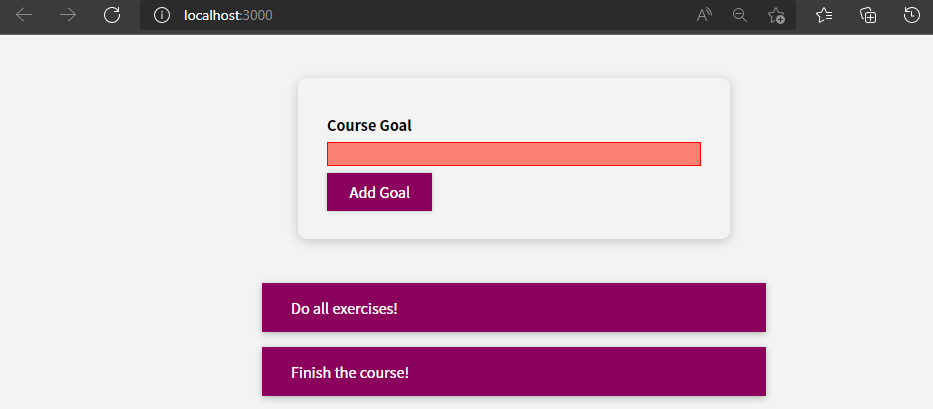 localhost:3000
Course Goal
Add Goal
Do all exercises!
Finish the course!